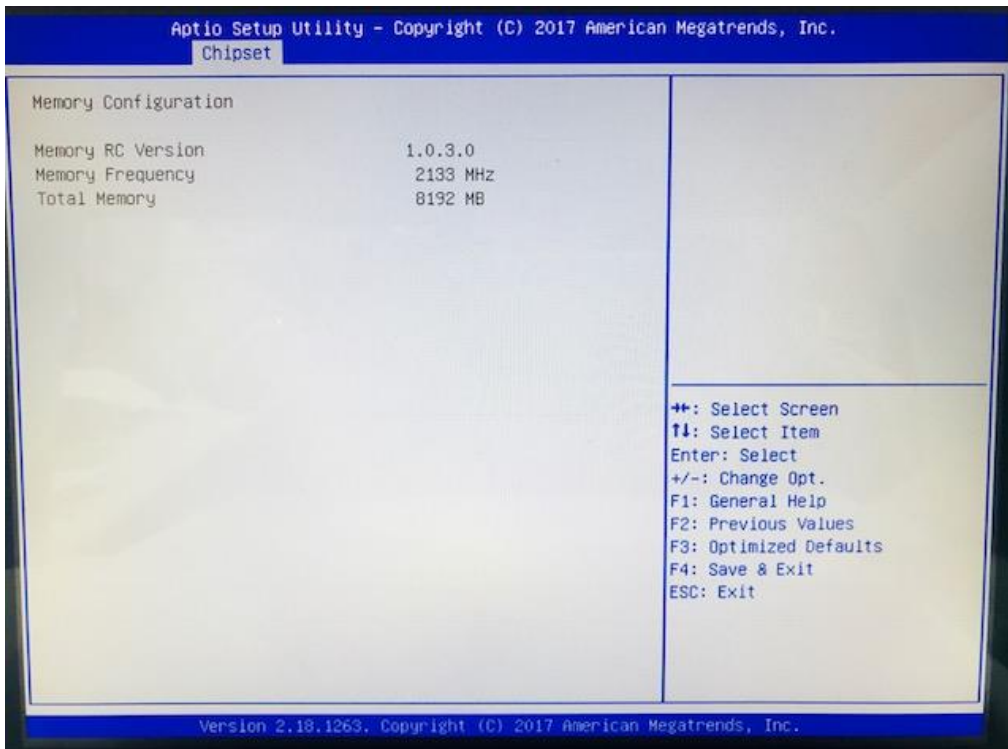 Aptio Setup Utility - Copyright (C) 2017 American Megatrends, Inc.
Chipset
Memory Configuration
Memory RC Version 1.0.3.0
Memory Frequency 2133 MHz
Total Memory 8192 MB
→←: Select Screen
↑↓: Select Item
Enter: Select
+/-: Change Opt.
F1: General Help
F2: Previous Values
F3: Optimized Defaults
F4: Save & Exit
ESC: Exit
Version 2.18.1263. Copyright (C) 2017 American Megatrends, Inc.